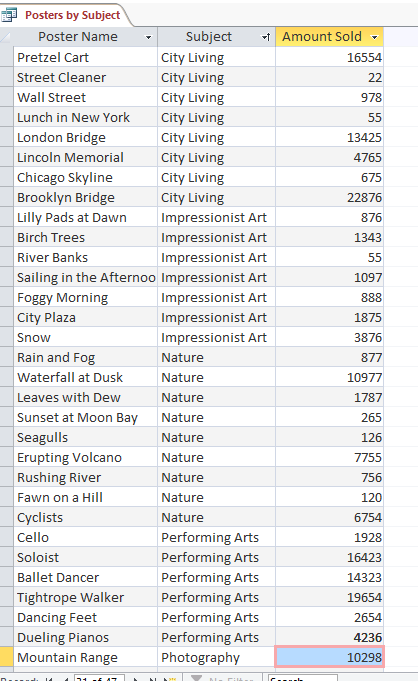 Posters by Subject
Poster Name Subject Amount Sold
Pretzel Cart City Living 16554
Street Cleaner City Living 22
Wall Street City Living 978
Lunch in New York City Living 55
London Bridge City Living 13425
Lincoln Memorial City Living 4765
Chicago Skyline City Living 675
Brooklyn Bridge City Living 22876
Lilly Pads at Dawn Impressionist Art 876
Birch Trees Impressionist Art 1343
River Banks Impressionist Art 55
Sailing in the Afternoo Impressionist Art 1097
Foggy Morning Impressionist Art 888
City Plaza Impressionist Art 1875
Snow Impressionist Art 3876
Rain and Fog Nature 877
Waterfall at Dusk Nature 10977
Leaves with Dew Nature 1787
Sunset at Moon Bay Nature 265
Seagulls Nature 126
Erupting Volcano Nature 7755
Rushing River Nature 756
Fawn on a Hill Nature 120
Cyclists Nature 6754
Cello Performing Arts 1928
Soloist Performing Arts 16423
Ballet Dancer Performing Arts 14323
Tightrope Walker Performing Arts 19654
Dancing Feet Performing Arts 2654
Dueling Pianos Performing Arts 4236
Mountain Range Photography 10298
Record: 31 of 47 No Filter Search